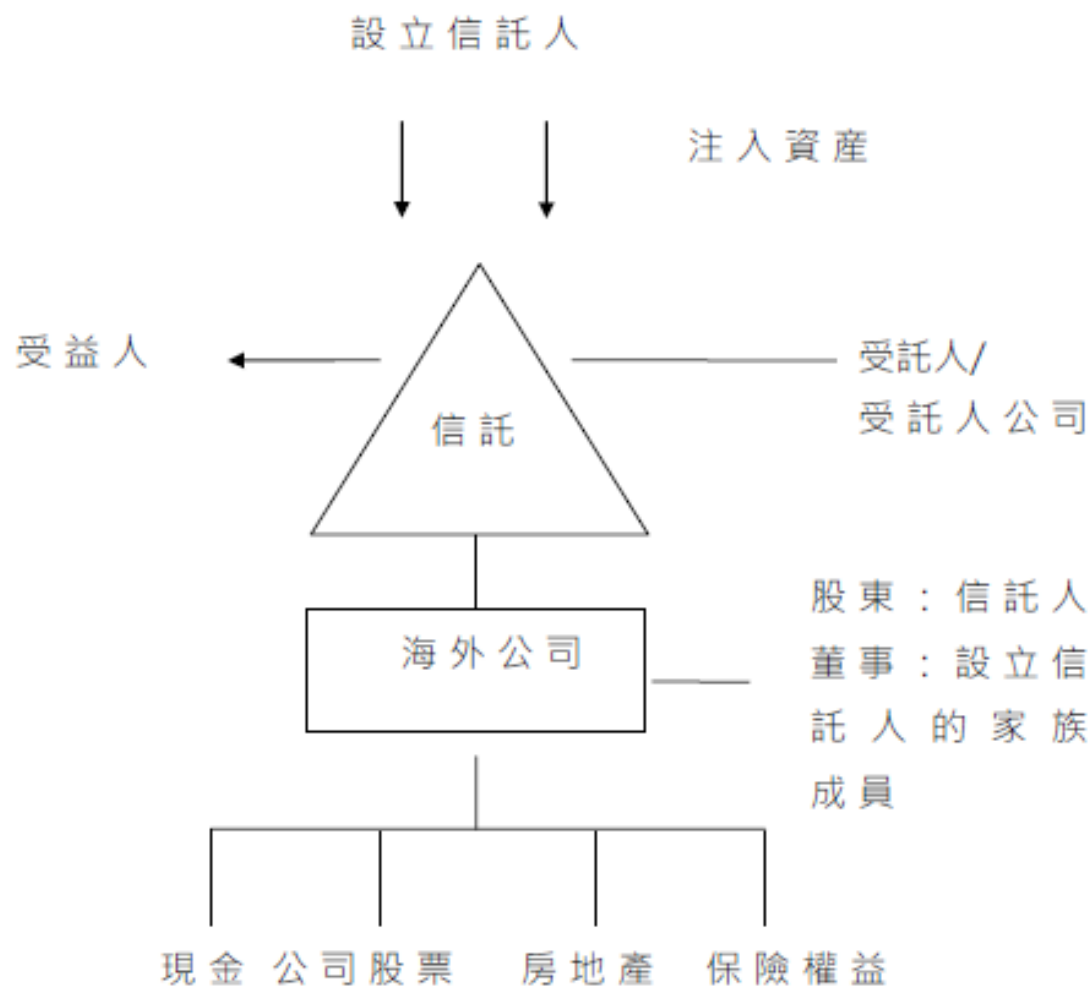 設立信託人
注入資産
受益人
受託人/
受託人公司
信託
海外公司
股東：信託人
董事：設立信
託人的家族
成員
現金 公司股票 房地產 保險權益